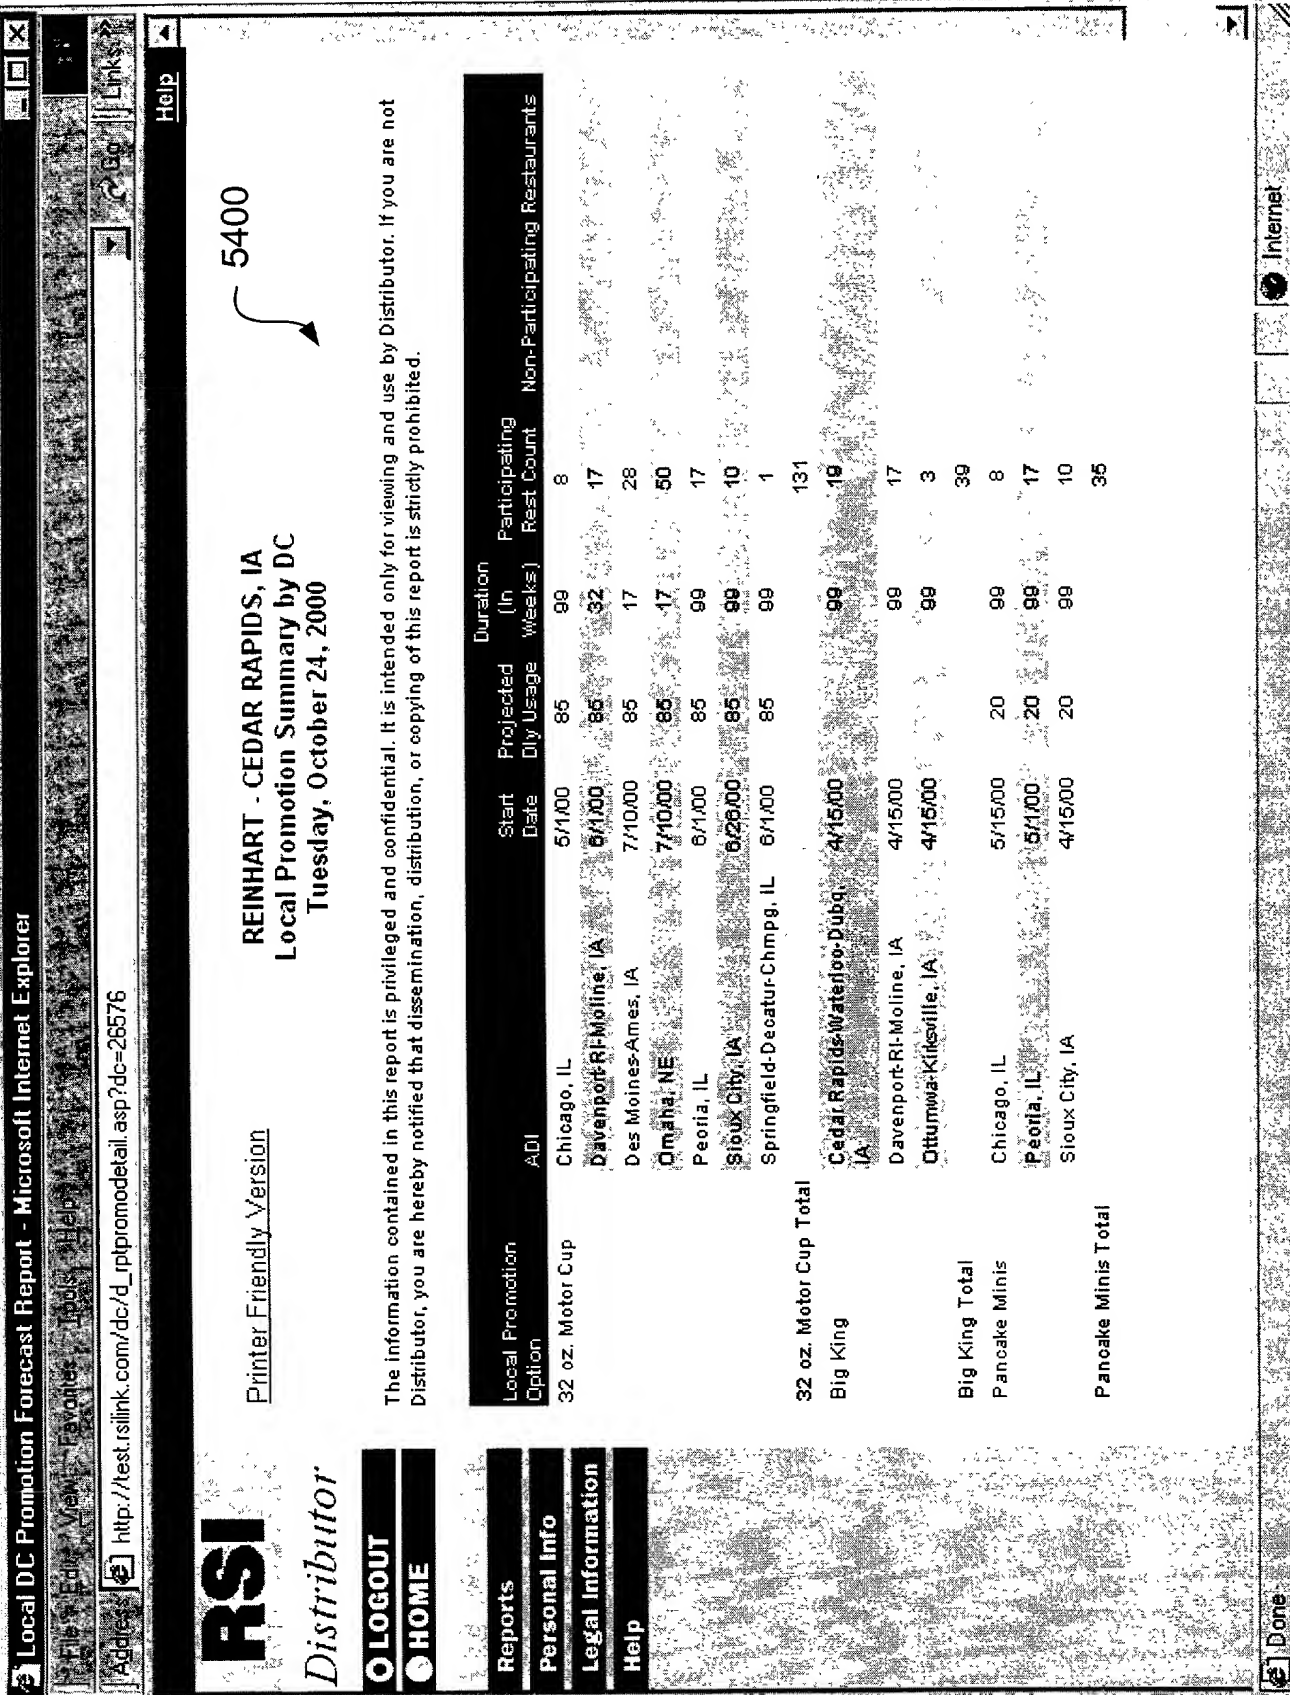 Local DC Promotion Forecast Report - Microsoft Internet Explorer
File Edit View Favorites Tools Help
Address http://test.rsilink.com/dc/d_rptpromodetail.asp?dc=26576 Go Links »
Help
RSI
Distributor
LOGOUT
HOME
Reports
Personal Info
Legal Information
Help
Printer Friendly Version
REINHART - CEDAR RAPIDS, IA
Local Promotion Summary by DC
Tuesday, October 24, 2000
5400
The information contained in this report is privileged and confidential. It is intended only for viewing and use by Distributor. If you are not
Distributor, you are hereby notified that dissemination, distribution, or copying of this report is strictly prohibited.
Local Promotion Option ADI Start Date Projected Dly Usage Duration (In Weeks) Participating Rest Count Non-Participating Restaurants
32 oz. Motor Cup Chicago, IL 5/1/00 85 99 8
Davenport-RI-Moline, IA 6/1/00 85 32 17
Des Moines-Ames, IA 7/10/00 85 17 28
Omaha, NE 7/10/00 85 17 50
Peoria, IL 6/1/00 85 99 17
Sioux City, IA 6/26/00 85 99 10
Springfield-Decatur-Chmpg, IL 6/1/00 85 99 1
32 oz. Motor Cup Total 131
Big King Cedar Rapids-Waterloo-Dubq, 4/15/00 99 19
IA
Davenport-RI-Moline, IA 4/15/00 99 17
Ottumwa-Kirksville, IA 4/15/00 99 3
Big King Total 39
Pancake Minis Chicago, IL 5/15/00 20 99 8
Peoria, IL 5/1/00 20 99 17
Sioux City, IA 4/15/00 20 99 10
Pancake Minis Total 35
Done Internet